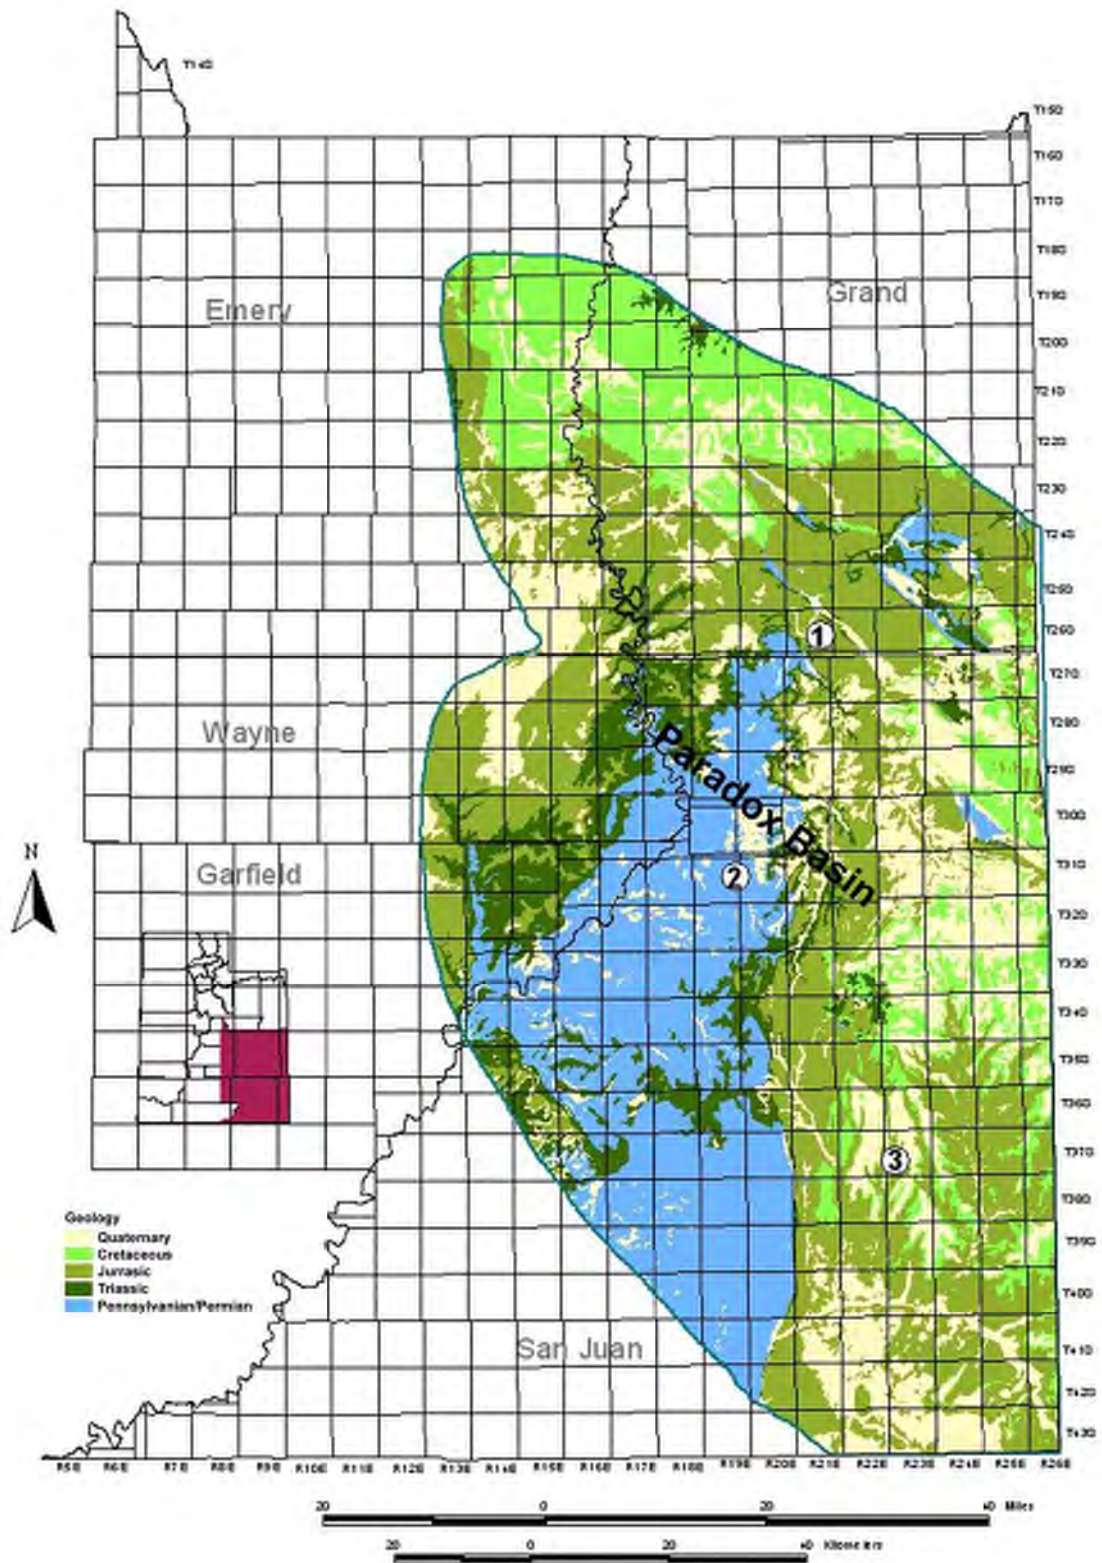 T14S
T15S
T16S
T17S
T18S
Grand
T19S
Emery
T20S
T21S
T22S
T23S
T24S
T25S
1
T26S
T27S
T28S
Wayne
Paradox Basin
T29S
T30S
N
T31S
Garfield
2
T32S
T33S
T34S
T35S
T36S
T37S
3
T38S
Geology
Quaternary
Cretaceous
Jurrasic
Triassic
Pennsylvanian/Permian
T39S
T40S
San Juan
T41S
T42S
T43S
R5E R6E R7E R8E R9E R10E R11E R12E R13E R14E R15E R16E R17E R18E R19E R20E R21E R22E R23E R24E R25E R26E
20 0 20 40 Miles
20 0 20 40 Kilometers